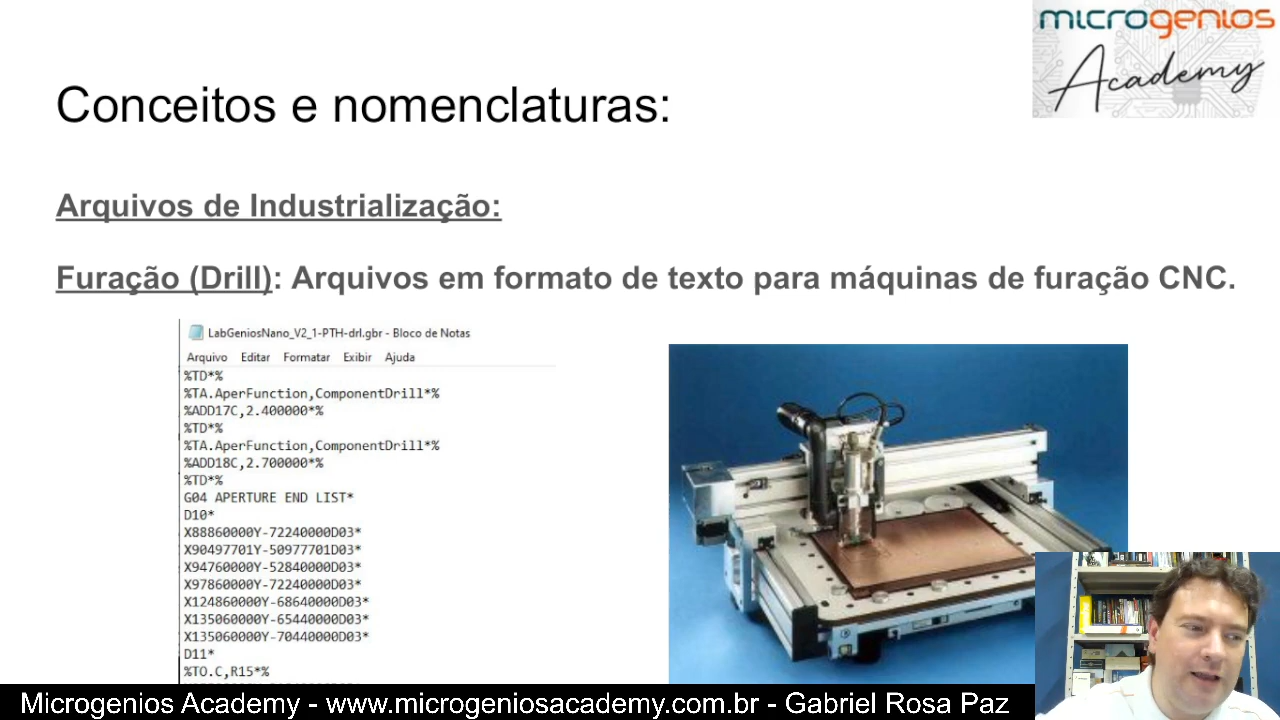 microgenios
Academy
Conceitos e nomenclaturas:
Arquivos de Industrialização:
Furação (Drill): Arquivos em formato de texto para máquinas de furação CNC.
LabGeniosNano_V2_1-PTH-drl.gbr - Bloco de Notas
Arquivo Editar Formatar Exibir Ajuda
%TD*%
%TA.AperFunction,ComponentDrill*%
%ADD17C,2.400000*%
%TD*%
%TA.AperFunction,ComponentDrill*%
%ADD18C,2.700000*%
%TD*%
G04 APERTURE END LIST*
D10*
X88860000Y-72240000D03*
X90497701Y-50977701D03*
X94760000Y-52840000D03*
X97860000Y-72240000D03*
X124860000Y-68640000D03*
X135060000Y-65440000D03*
X135060000Y-70440000D03*
D11*
%TO.C,R15*%
Microgenios Academy - www.microgeniosacademy.com.br - Gabriel Rosa Paz